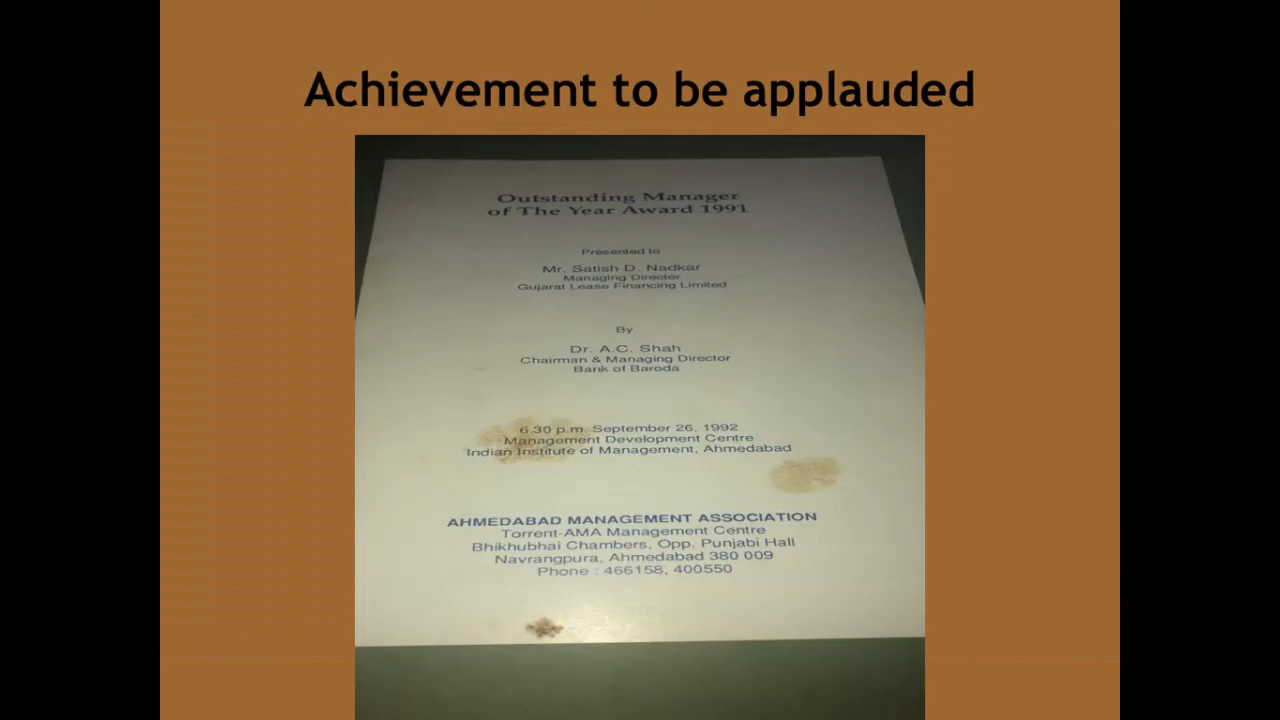 Achievement to be applauded
Outstanding Manager
of The Year Award 1991
Presented to
Mr. Satish D. Nadkar
Managing Director
Gujarat Lease Financing Limited
By
Dr. A.C. Shah
Chairman & Managing Director
Bank of Baroda
6.30 p.m. September 26, 1992
Management Development Centre
Indian Institute of Management, Ahmedabad
AHMEDABAD MANAGEMENT ASSOCIATION
Torrent-AMA Management Centre
Bhikhubhai Chambers, Opp. Punjabi Hall
Navrangpura, Ahmedabad 380 009
Phone : 466158, 400550